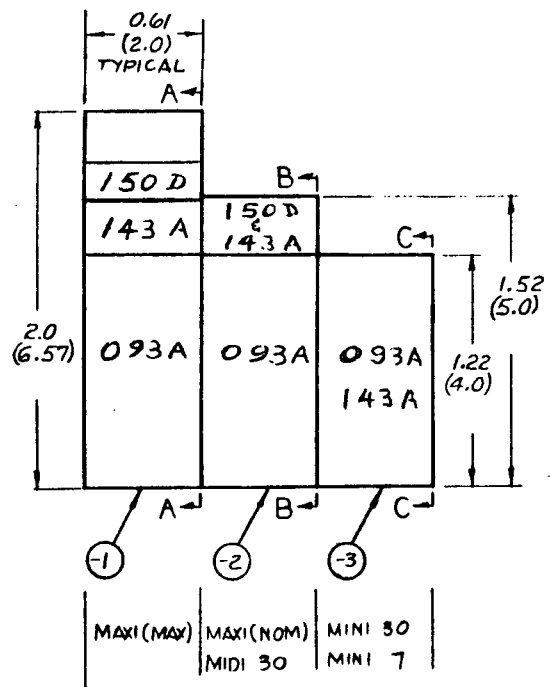 0.61
(2.0)
TYPICAL
A
150 D
B
143 A
150 D
&
143 A
C
1.52
(5.0)
2.0
(6.57)
093A
093A
093A
143 A
1.22
(4.0)
A
B
C
-1
-2
-3
MAXI(MAX)
MAXI(NOM)
MIDI 30
MINI 30
MINI 7